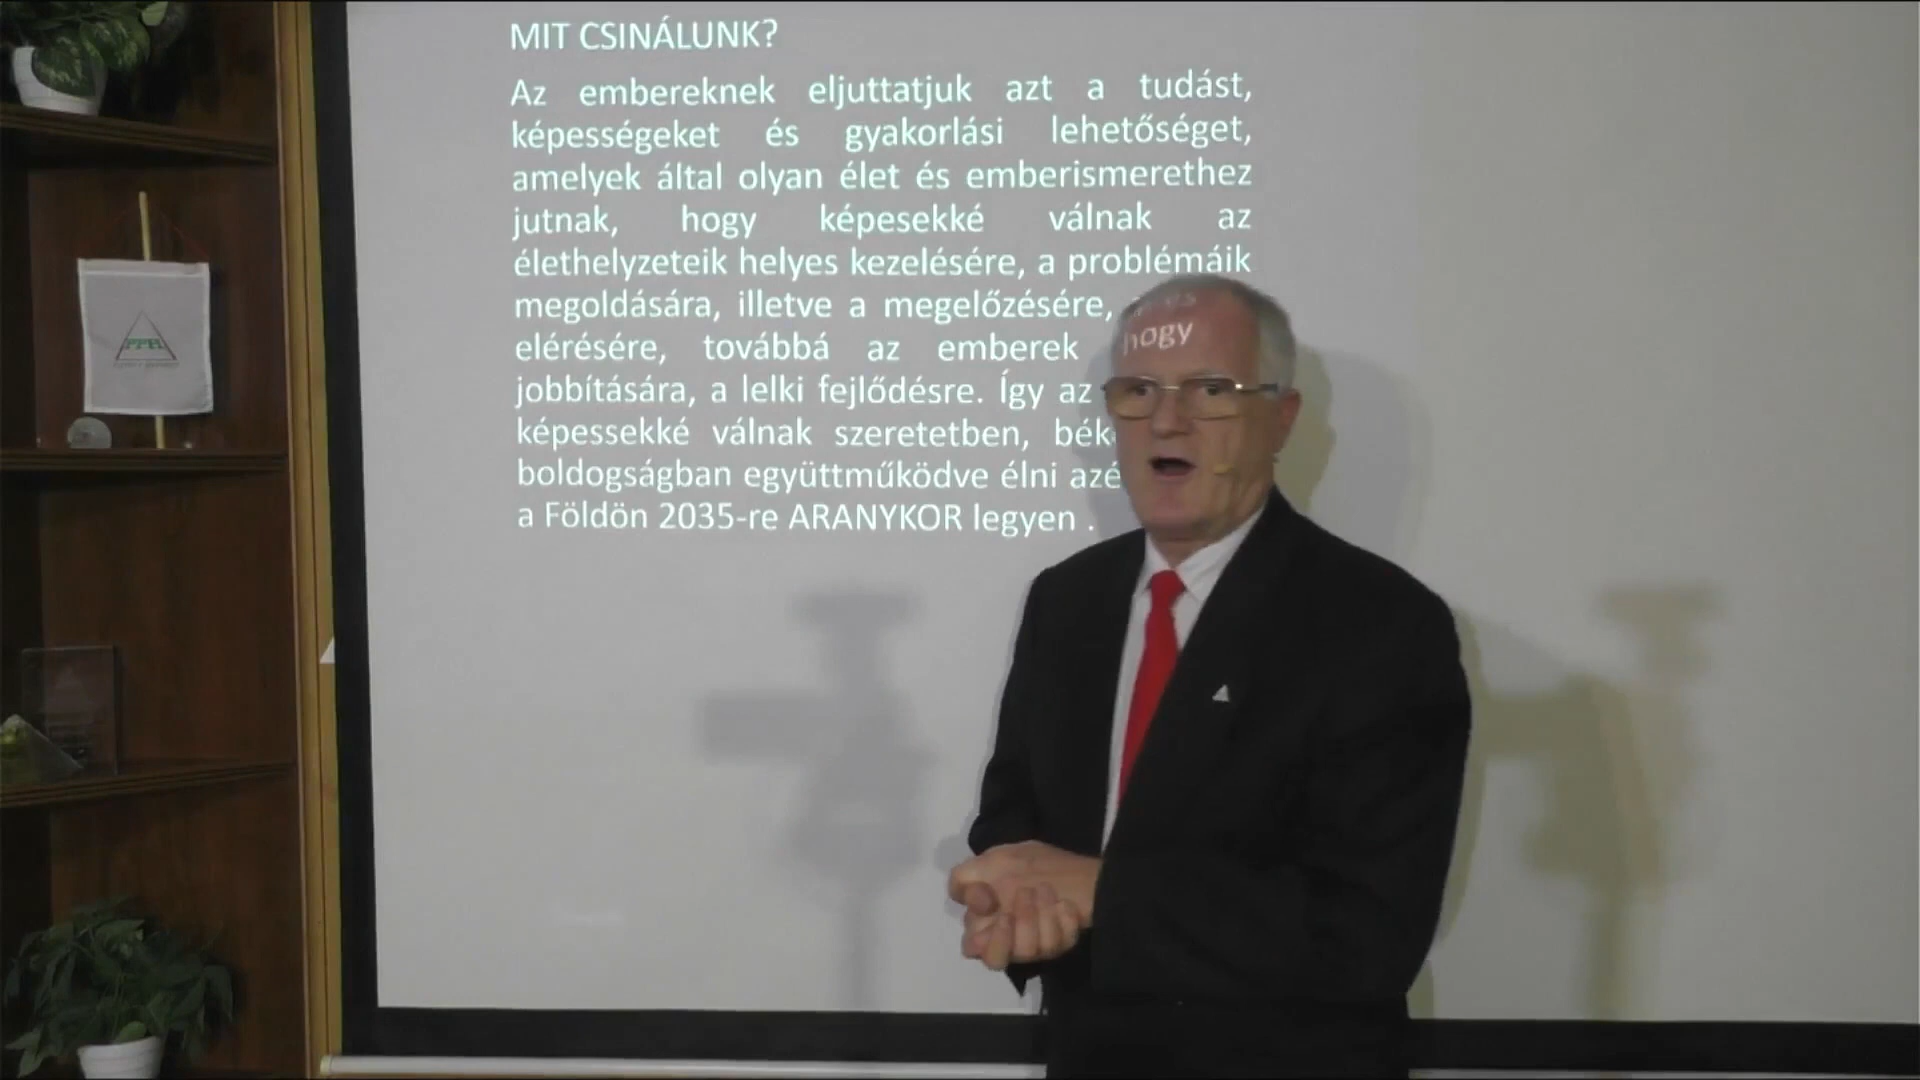 MIT CSINÁLUNK?
Az embereknek eljuttatjuk azt a tudást,
képességeket és gyakorlási lehetőséget,
amelyek által olyan élet és emberismerethez
jutnak, hogy képesekké válnak az
élethelyzeteik helyes kezelésére, a problémáik
megoldására, illetve a megelőzésére,
elérésére, továbbá az emberek
jobbítására, a lelki fejlődésre. Így az
képessekké válnak szeretetben,
boldogságban együttműködve élni hogy
a Földön 2035-re ARANYKOR legyen .